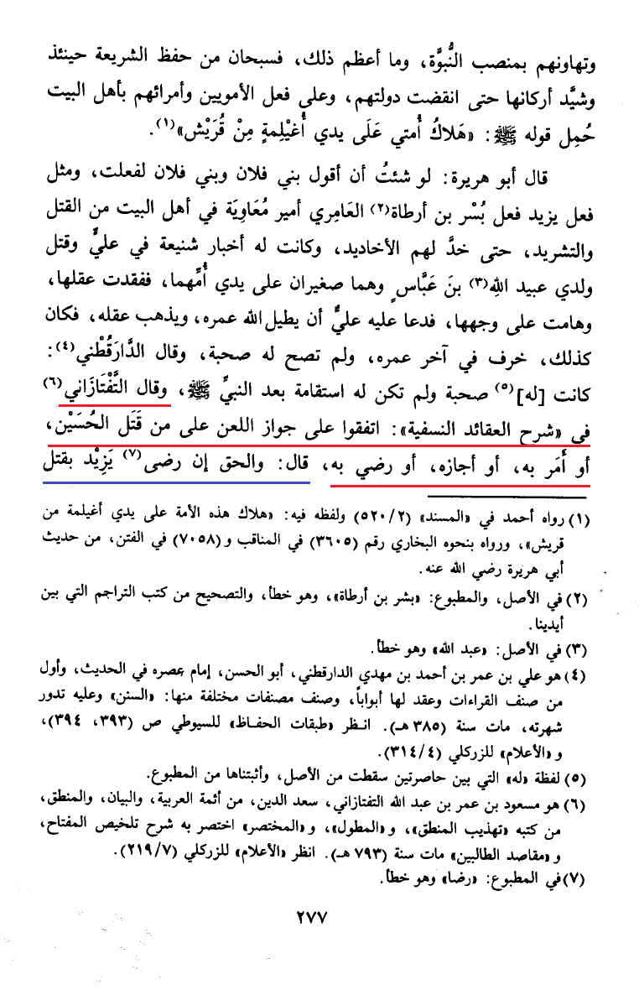 وتهاونهم بمنصب النُّبوَّة، وما أعظم ذلك، فسبحان من حفظ الشريعة حينئذ
وشيَّد أركانها حتى انقضت دولتهم، وعلى فعل الأمويين وأمرائهم بأهل البيت
حُمِل قوله ﷺ: «هَلاكُ أُمتي عَلَى يدي أُغَيْلِمةٍ مِنْ قُرَيْش»(١).
قال أبو هريرة: لو شئتُ أن أقول بني فلان وبني فلان لفعلت، ومثل
فعل يزيد فعل بُسْر بن أرطاة(٢) العَامِري أمير مُعَاوِيَة في أهل البيت من القتل
والتشريد، حتى خدَّ لهم الأخاديد، وكانت له أخبار شنيعة في عليٍّ وقتل
ولدي عبيد اللهِ(٣) بنَ عَبَّاسٍ وهما صغيران على يدي أُمِّهما، ففقدت عقلها،
وهامت على وجهها، فدعا عليه عليٌّ أن يطيل الله عمره، ويذهب عقله، فكان
كذلك، خرف في آخر عمره، ولم تصح له صحبة، وقال الدَّارَقُطْني(٤):
كانت [له](٥) صحبة ولم تكن له استقامة بعد النبيِّ ﷺ، وقال التَّفْتَازَاني(٦)
في «شرح العقائد النسفية»: اتفقوا على جواز اللعن على من قَتَل الحُسَيْن،
أو أَمَر به، أو أجازه، أو رضي به، قال: والحق إن رضى(٧) يَزِيْد بقتل
(١) رواه أحمد في «المسند» (٥٢٠/٢) ولفظه فيه: «هلاك هذه الأمة على يدي أغيلمة من
قريش»، ورواه بنحوه البخاري رقم (٣٦٠٥) في المناقب و(٧٠٥٨) في الفتن، من حديث
أبي هريرة رضي الله عنه.
(٢) في الأصل، والمطبوع: «بشر بن أرطاة»، وهو خطأ، والتصحيح من كتب التراجم التي بين
أيدينا.
(٣) في الأصل: «عبد الله» وهو خطأ.
(٤) هو علي بن عمر بن أحمد بن مهدي الدارقطني، أبو الحسن، إمام عصره في الحديث، وأول
من صنف القراءات وعقد لها أبواباً، وصنف مصنفات مختلفة منها: «السنن» وعليه تدور
شهرته، مات سنة (٣٨٥ هـ). انظر «طبقات الحفاظ» للسيوطي ص (٣٩٣، ٣٩٤)،
و«الأعلام» للزركلي (٣١٤/٤).
(٥) لفظة «له» التي بين حاصرتين سقطت من الأصل، وأثبتناها من المطبوع.
(٦) هو مسعود بن عمر بن عبد الله التفتازاني، سعد الدين، من أئمة العربية، والبيان، والمنطق،
من كتبه «تهذيب المنطق»، و«المطول»، و«المختصر» اختصر به شرح تلخيص المفتاح،
و«مقاصد الطالبين» مات سنة (٧٩٣ هـ). انظر «الأعلام» للزركلي (٢١٩/٧).
(٧) في المطبوع: «رضا» وهو خطأ.
٢٧٧